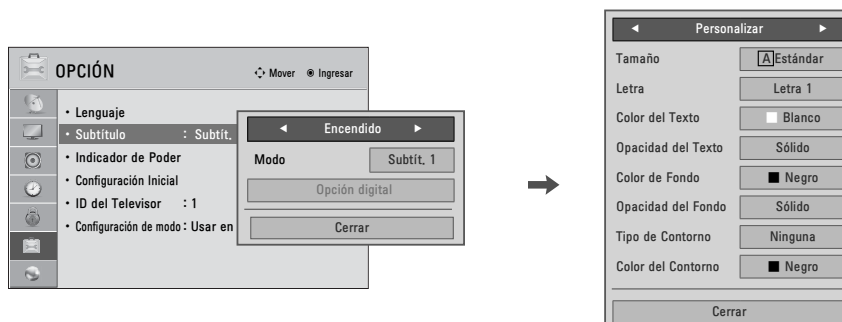 OPCIÓN
Mover Ingresar
• Lenguaje
• Subtítulo : Subtít.
• Indicador de Poder
• Configuración Inicial
• ID del Televisor : 1
• Configuración de modo : Usar en
◄ Encendido ►
Modo Subtít. 1
Opción digital
Cerrar
◄ Personalizar ►
Tamaño A Estándar
Letra Letra 1
Color del Texto Blanco
Opacidad del Texto Sólido
Color de Fondo Negro
Opacidad del Fondo Sólido
Tipo de Contorno Ninguna
Color del Contorno Negro
Cerrar